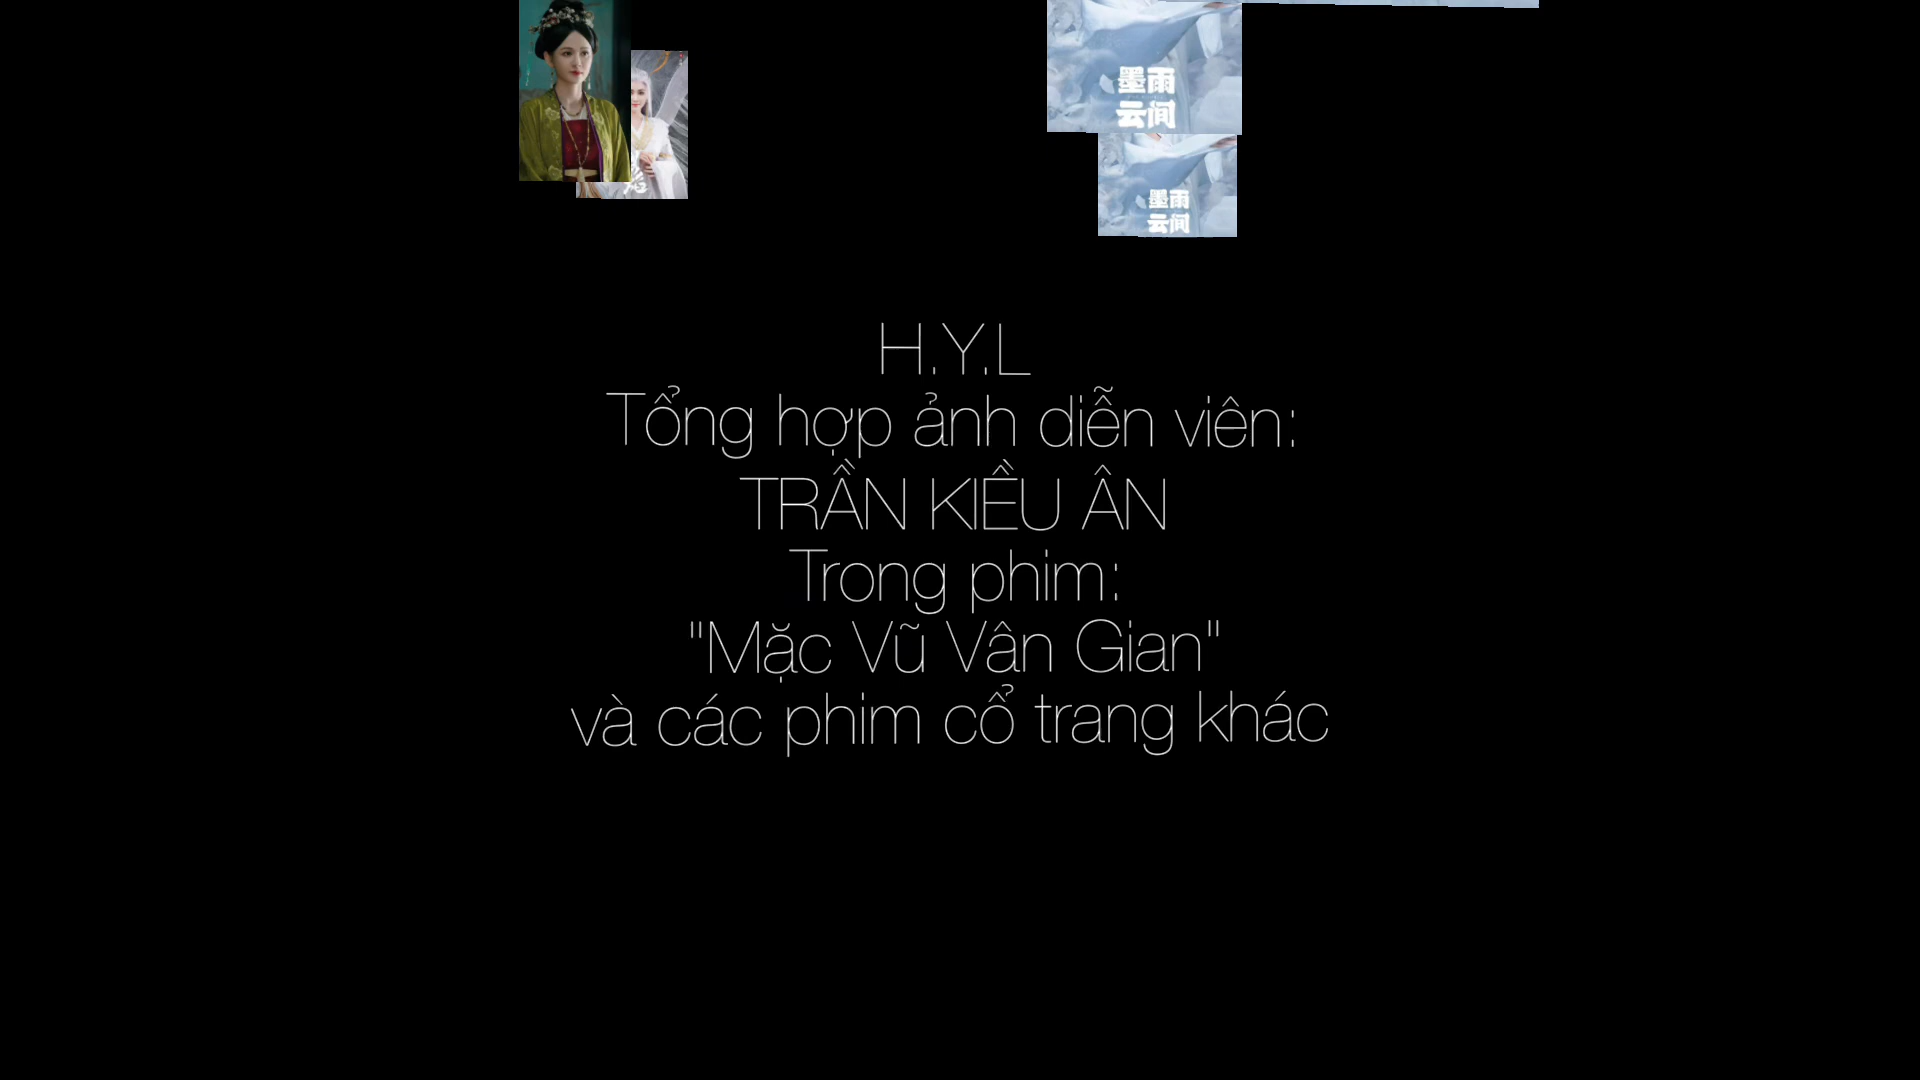 墨雨
云间
墨雨
云间
H.Y.L
Tổng hợp ảnh diễn viên:
TRẦN KIỀU ÂN
Trong phim:
"Mặc Vũ Vân Gian"
và các phim cổ trang khác